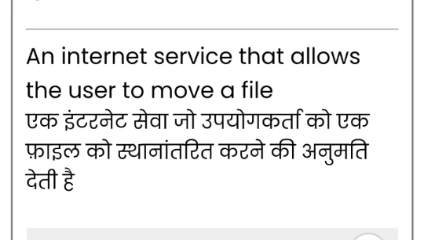 An internet service that allows
the user to move a file
एक इंटरनेट सेवा जो उपयोगकर्ता को एक
फ़ाइल को स्थानांतरित करने की अनुमति
देती है